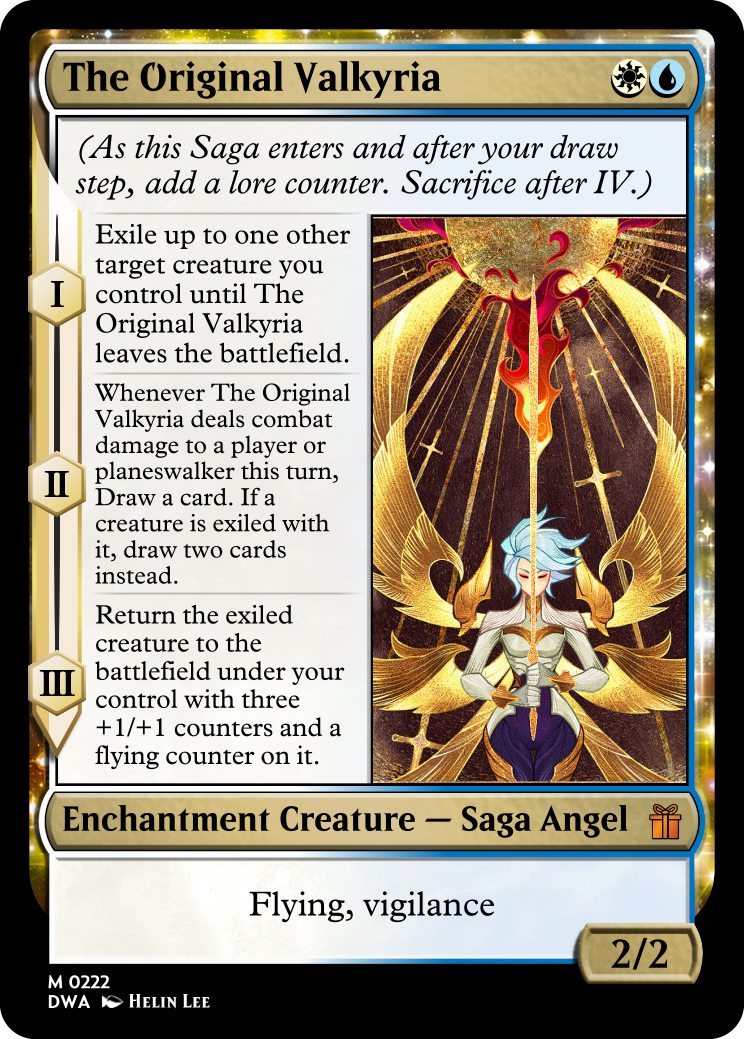 The Original Valkyria
(As this Saga enters and after your draw
step, add a lore counter. Sacrifice after IV.)
I
Exile up to one other
target creature you
control until The
Original Valkyria
leaves the battlefield.
II
Whenever The Original
Valkyria deals combat
damage to a player or
planeswalker this turn,
Draw a card. If a
creature is exiled with
it, draw two cards
instead.
III
Return the exiled
creature to the
battlefield under your
control with three
+1/+1 counters and a
flying counter on it.
Enchantment Creature — Saga Angel
Flying, vigilance
2/2
M 0222
DWA Helin Lee